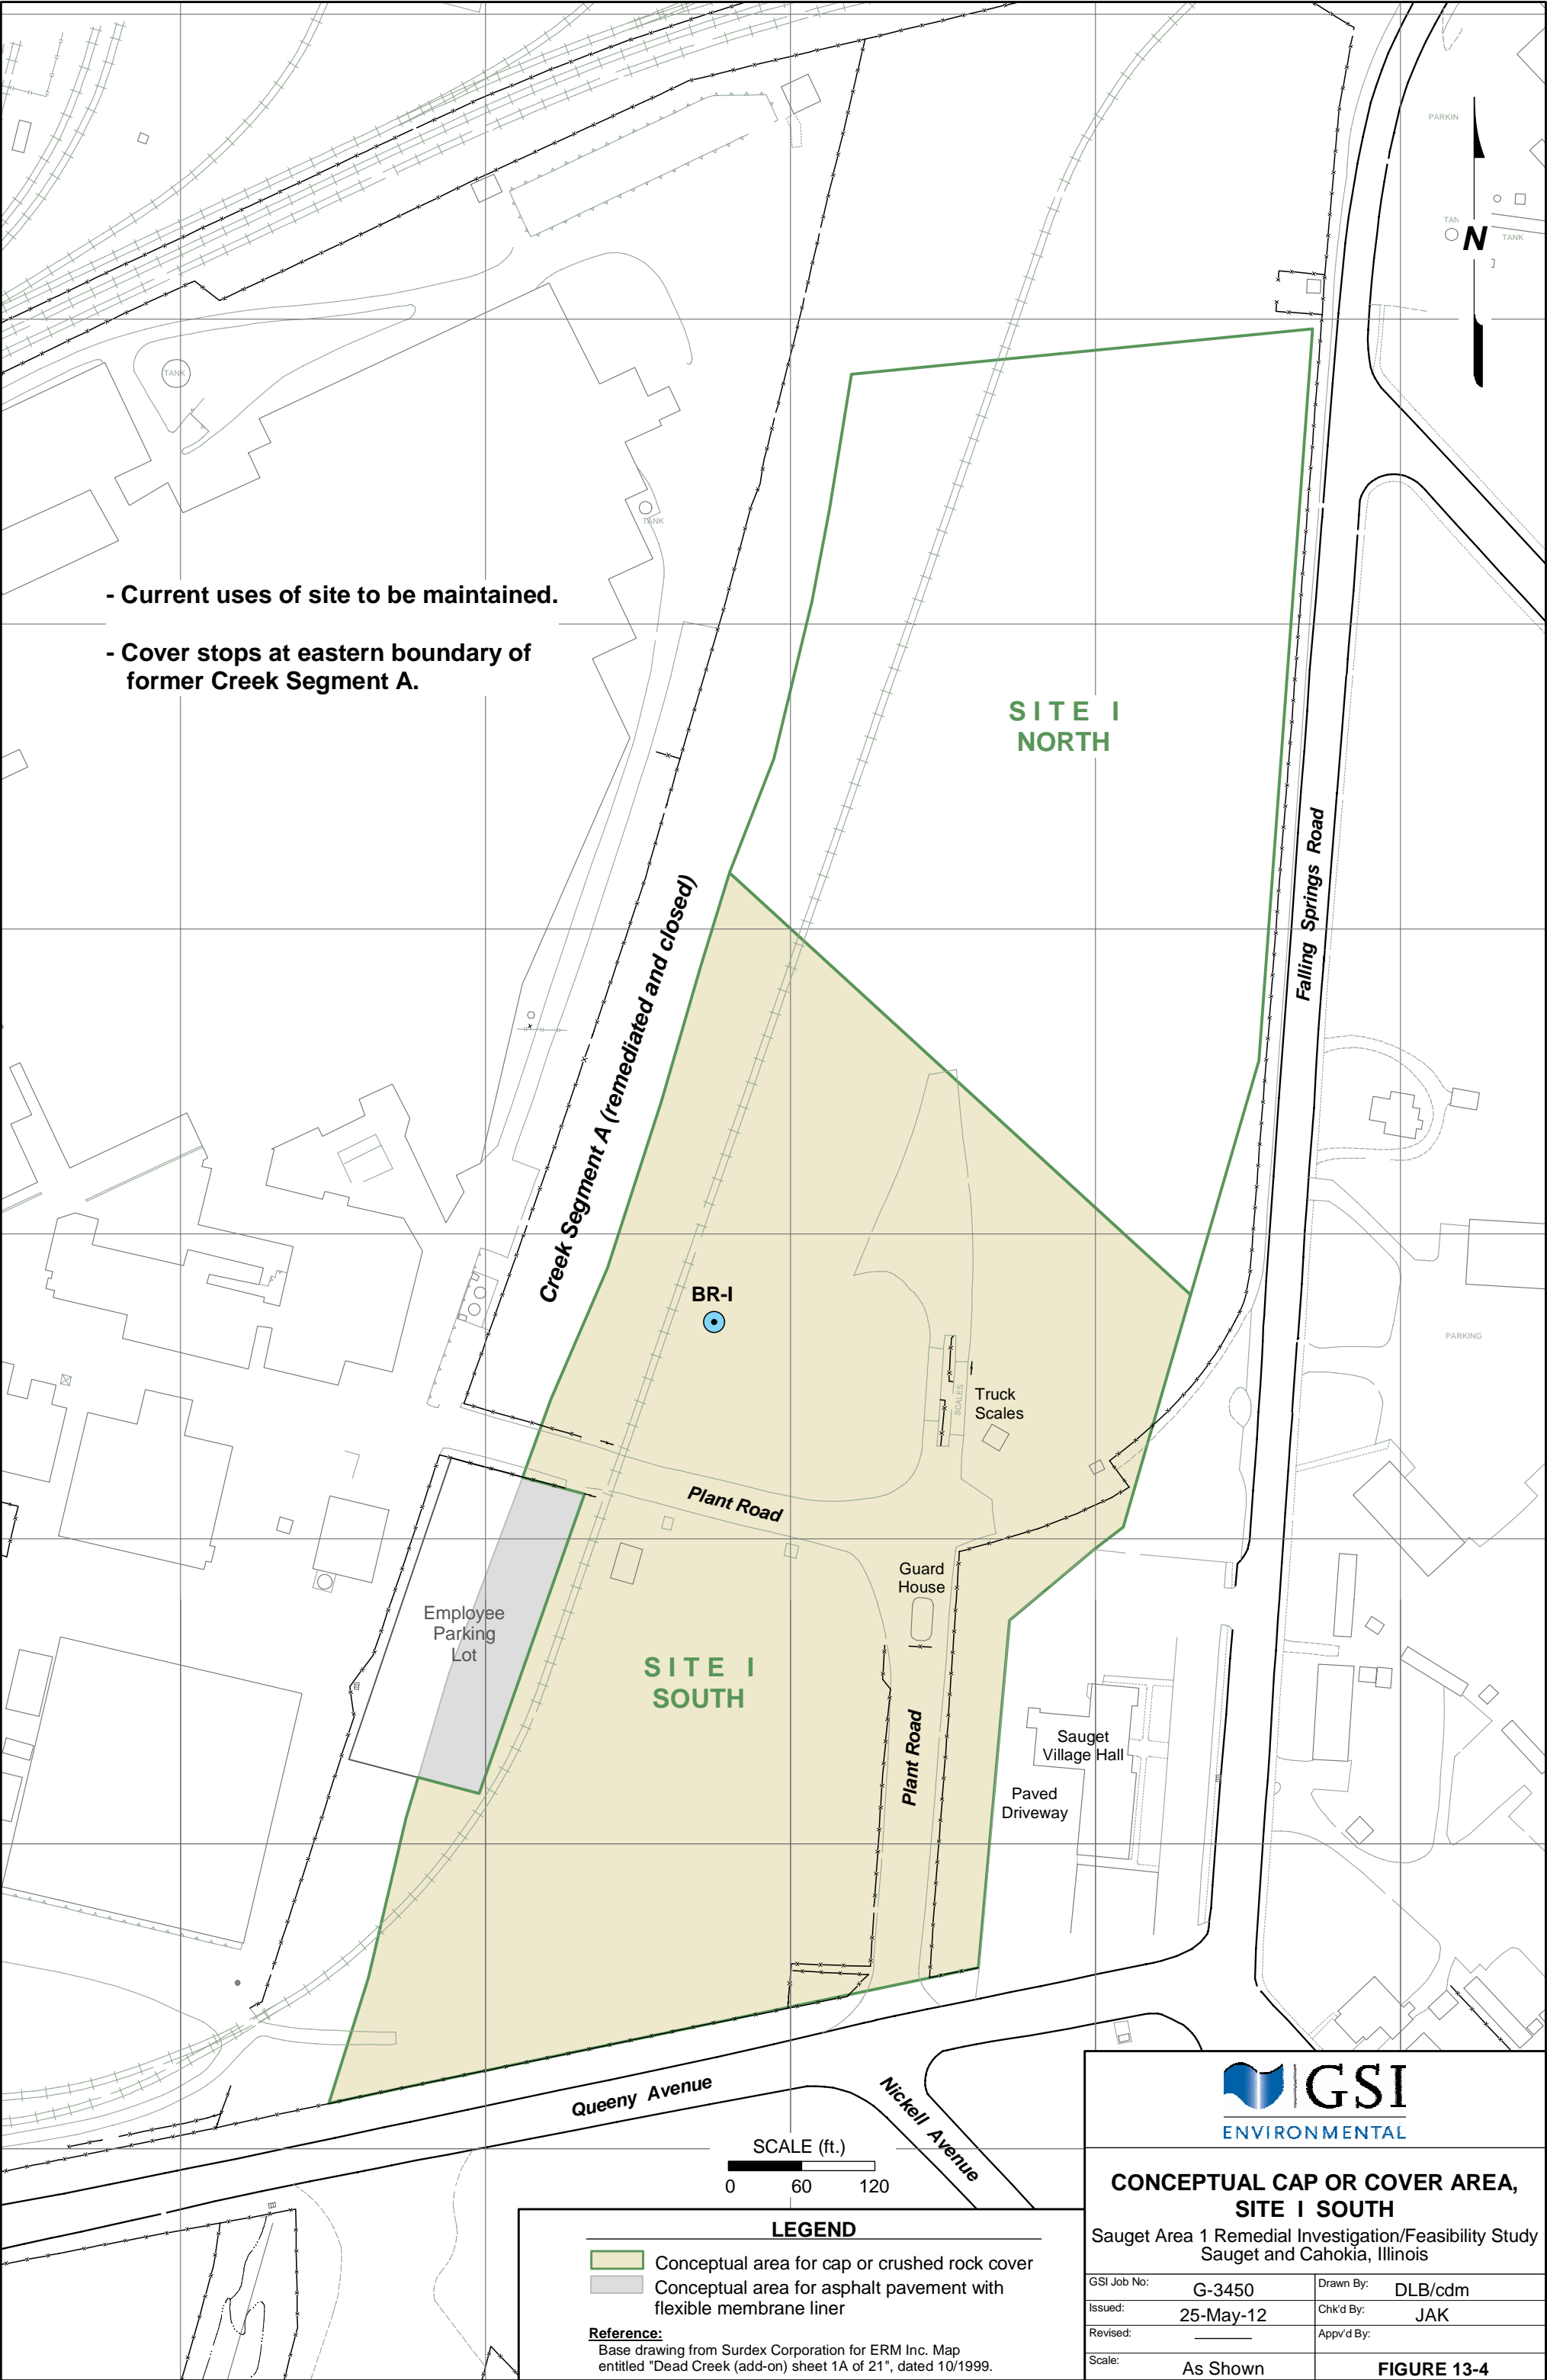 PARKIN
TAN
TANK
N
TANK
TANK
- Current uses of site to be maintained.
- Cover stops at eastern boundary of
former Creek Segment A.
SITE I
NORTH
Falling Springs Road
Creek Segment A (remediated and closed)
BR-I
PARKING
SCALES
Truck
Scales
Plant Road
Guard
House
Employee
Parking
Lot
SITE I
SOUTH
Plant Road
Sauget
Village Hall
Paved
Driveway
Queeny Avenue
Nickell Avenue
SCALE (ft.)
0 60 120
LEGEND
Conceptual area for cap or crushed rock cover
Conceptual area for asphalt pavement with
flexible membrane liner
Reference:
Base drawing from Surdex Corporation for ERM Inc. Map
entitled "Dead Creek (add-on) sheet 1A of 21", dated 10/1999.
GSI
ENVIRONMENTAL
CONCEPTUAL CAP OR COVER AREA,
SITE I SOUTH
Sauget Area 1 Remedial Investigation/Feasibility Study
Sauget and Cahokia, Illinois
GSI Job No: G-3450 Drawn By: DLB/cdm
Issued: 25-May-12 Chk'd By: JAK
Revised: Appv'd By:
Scale: As Shown FIGURE 13-4